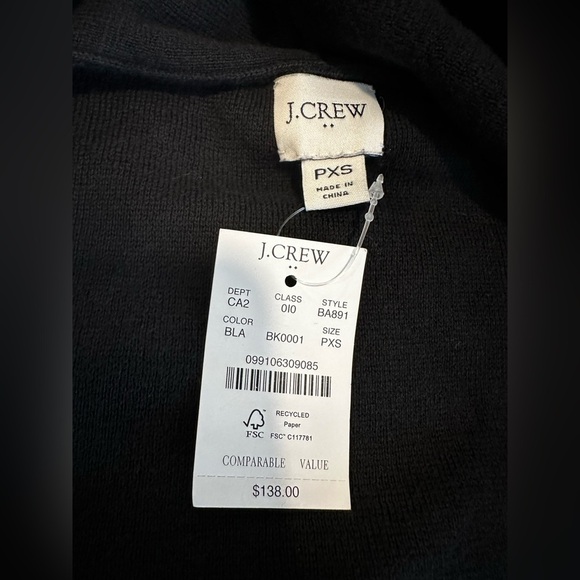 J.CREW
PXS
MADE IN
CHINA
J.CREW
DEPT CLASS STYLE
CA2 0I0 BA891
COLOR SIZE
BLA BK0001 PXS
099106309085
RECYCLED
Paper
FSC FSC® C117781
COMPARABLE VALUE
$138.00